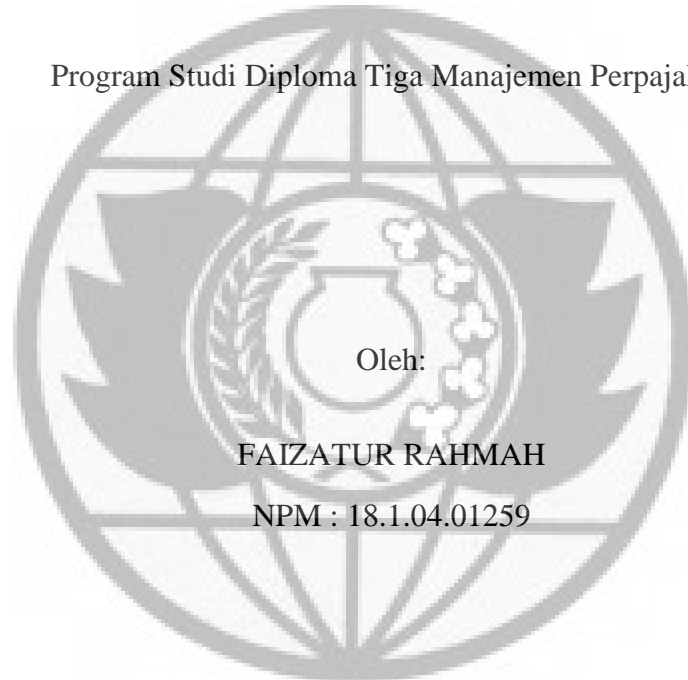 Program Studi Diploma Tiga Manajemen
Oleh:
FAIZATUR RAHMAH
NPM : 18.1.04.01259